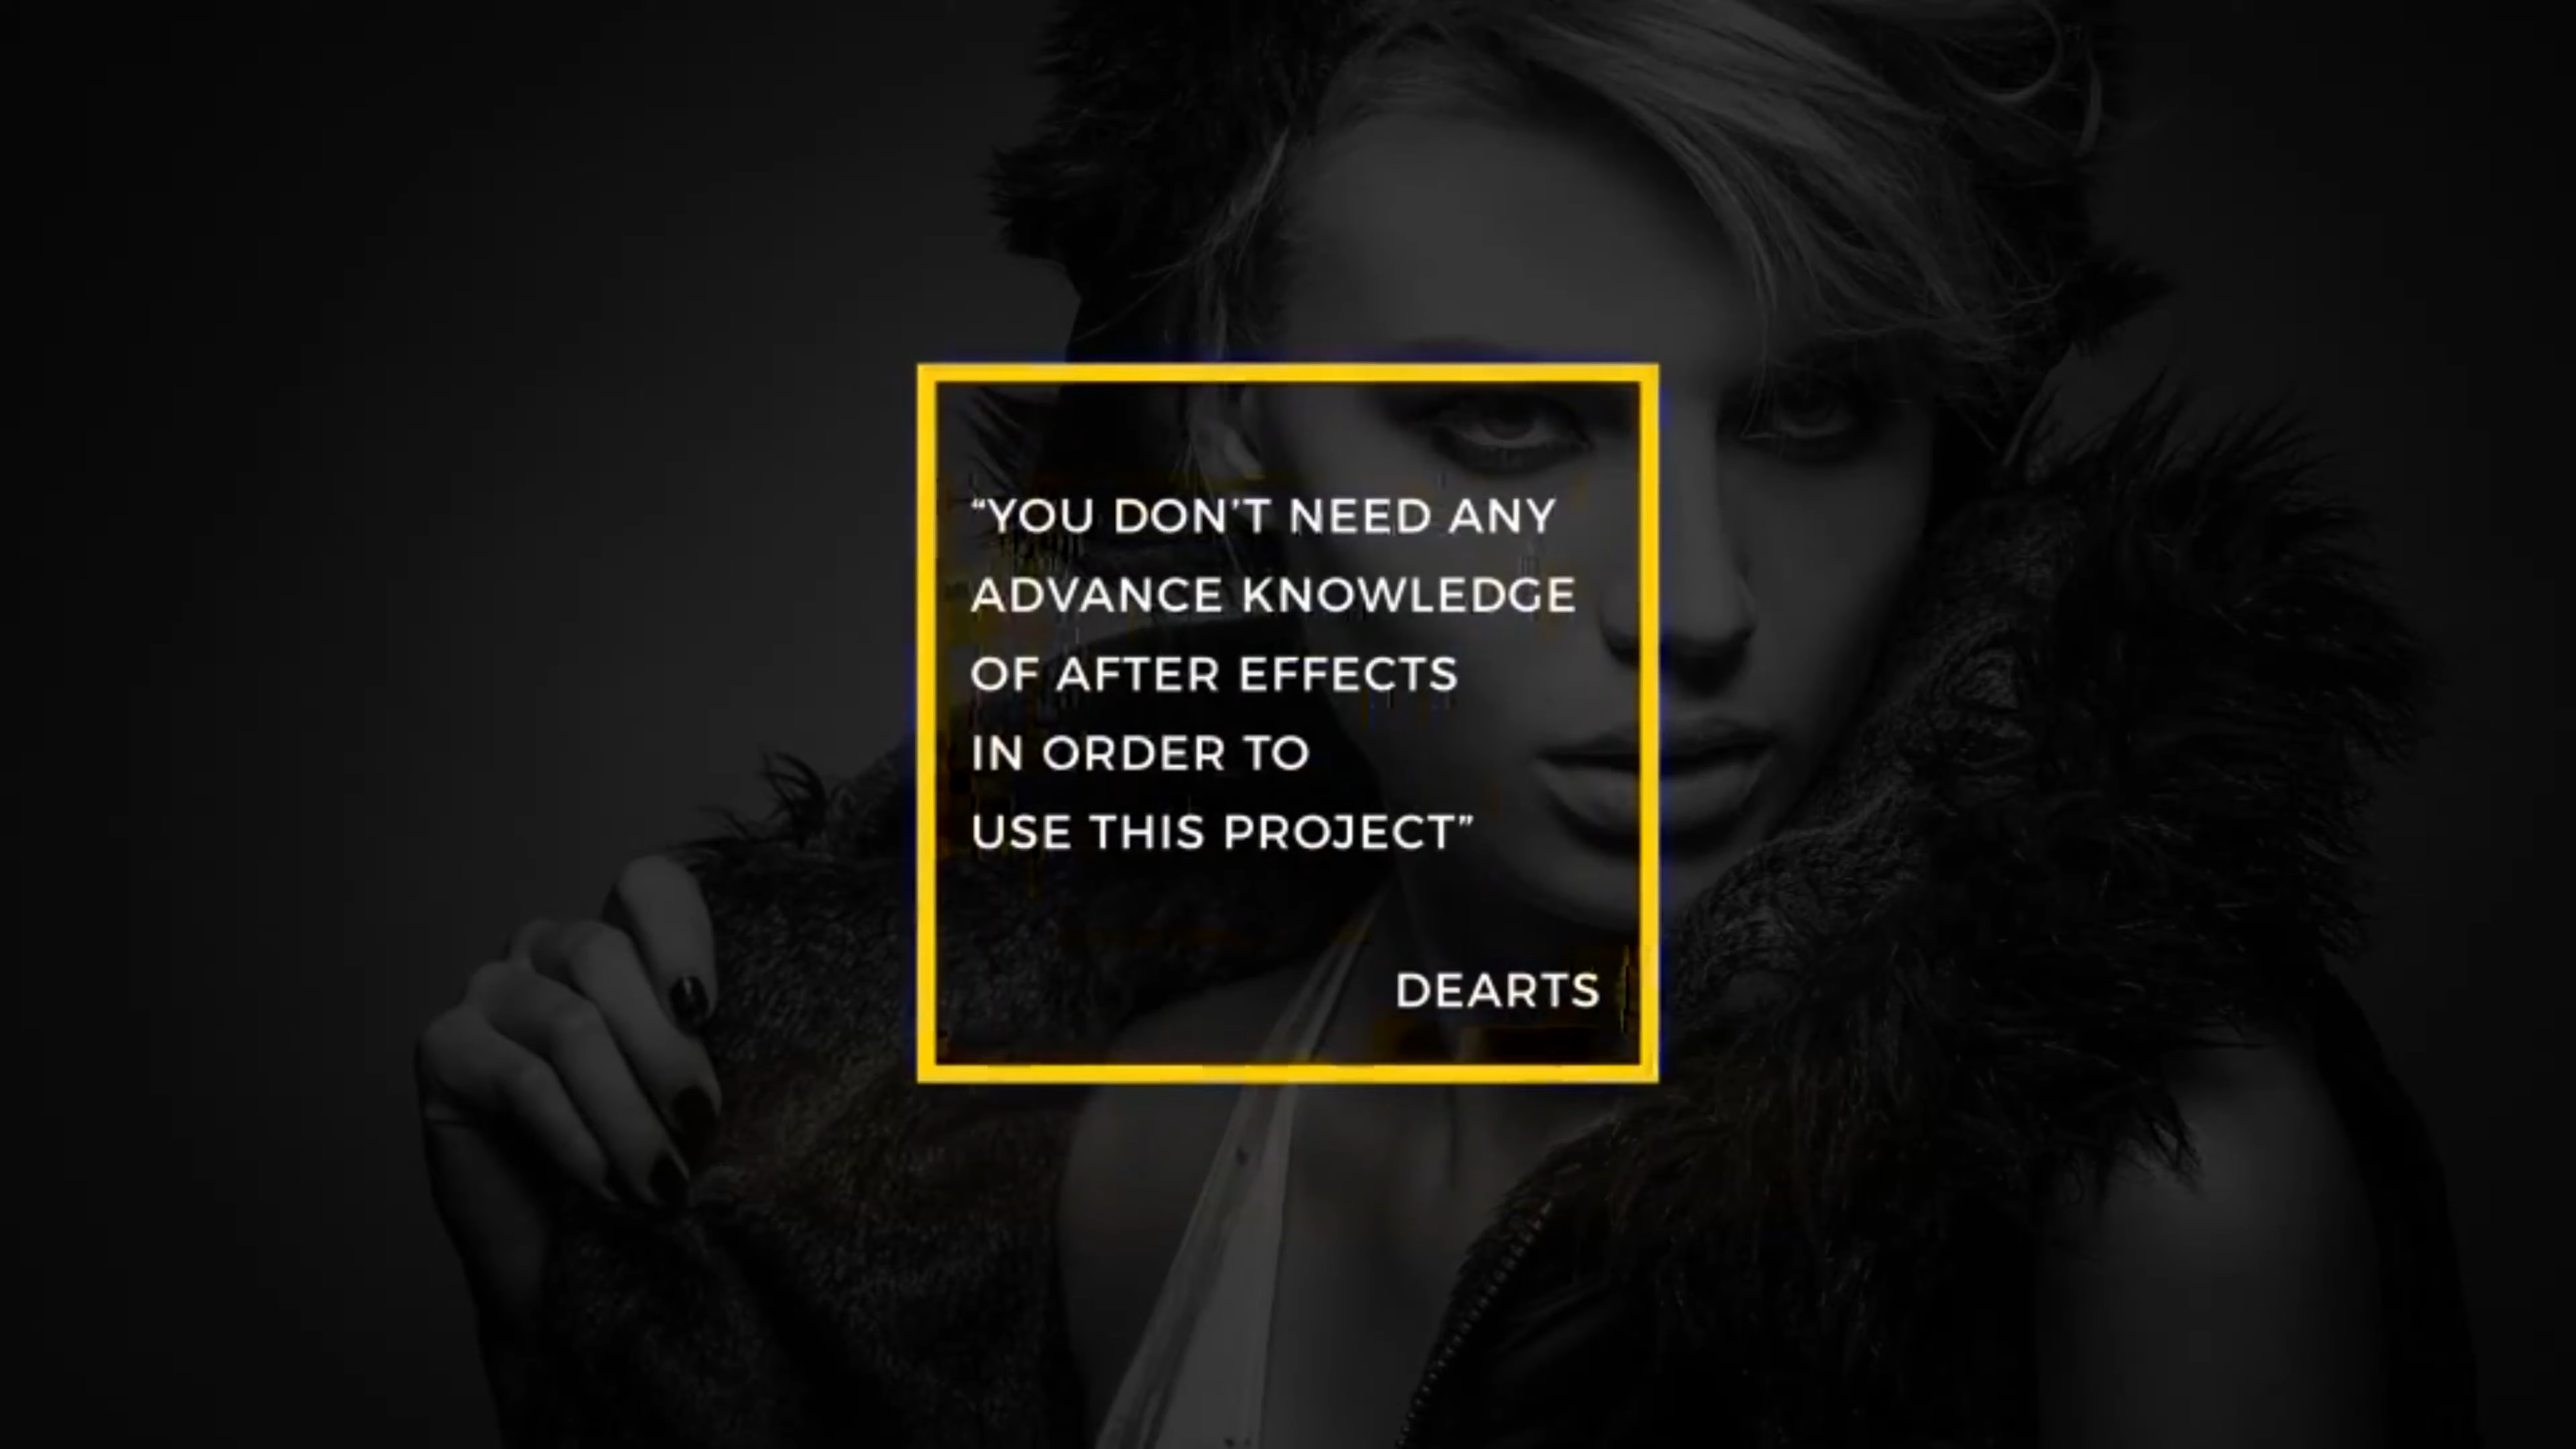 “YOU DON’T NEED ANY
ADVANCE KNOWLEDGE
OF AFTER EFFECTS
IN ORDER TO
USE THIS PROJECT”
DEARTS